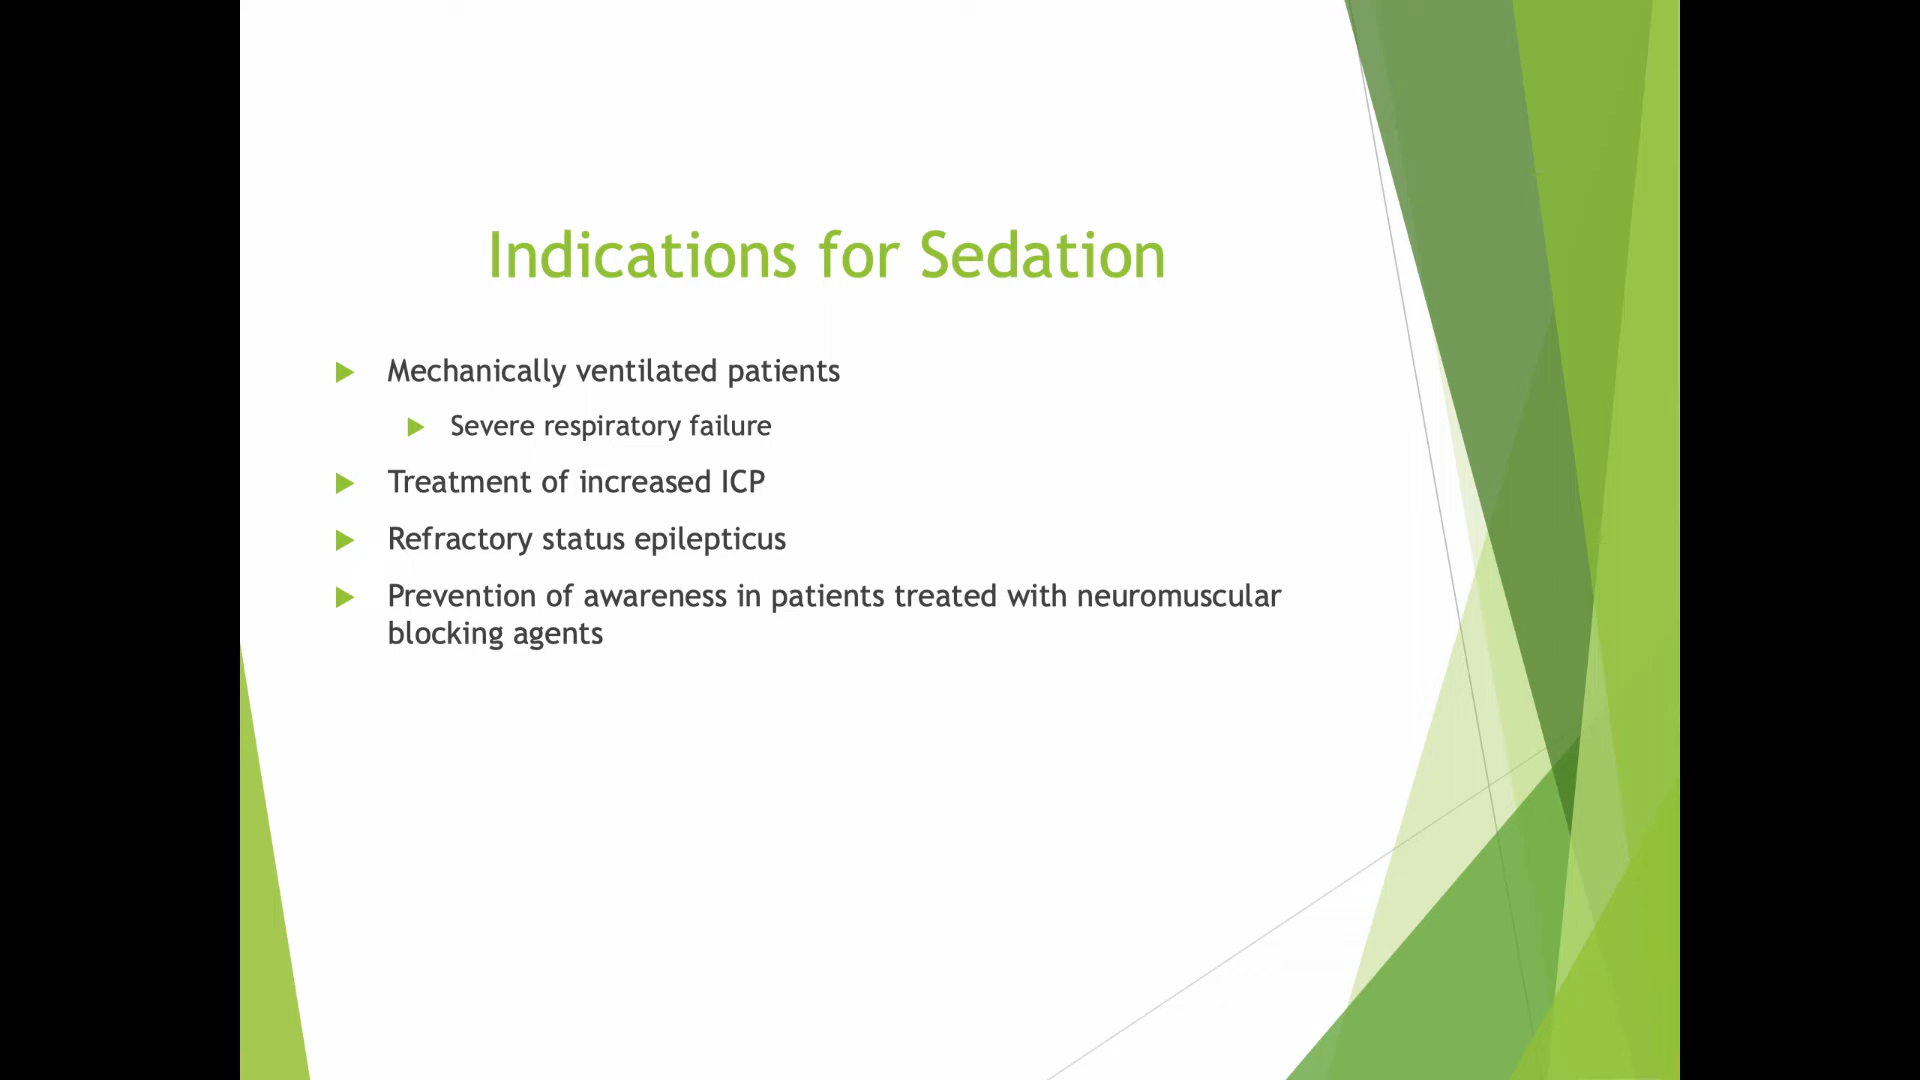 Indications for Sedation
Mechanically ventilated patients
Severe respiratory failure
Treatment of increased ICP
Refractory status epilepticus
Prevention of awareness in patients treated with neuromuscular
blocking agents